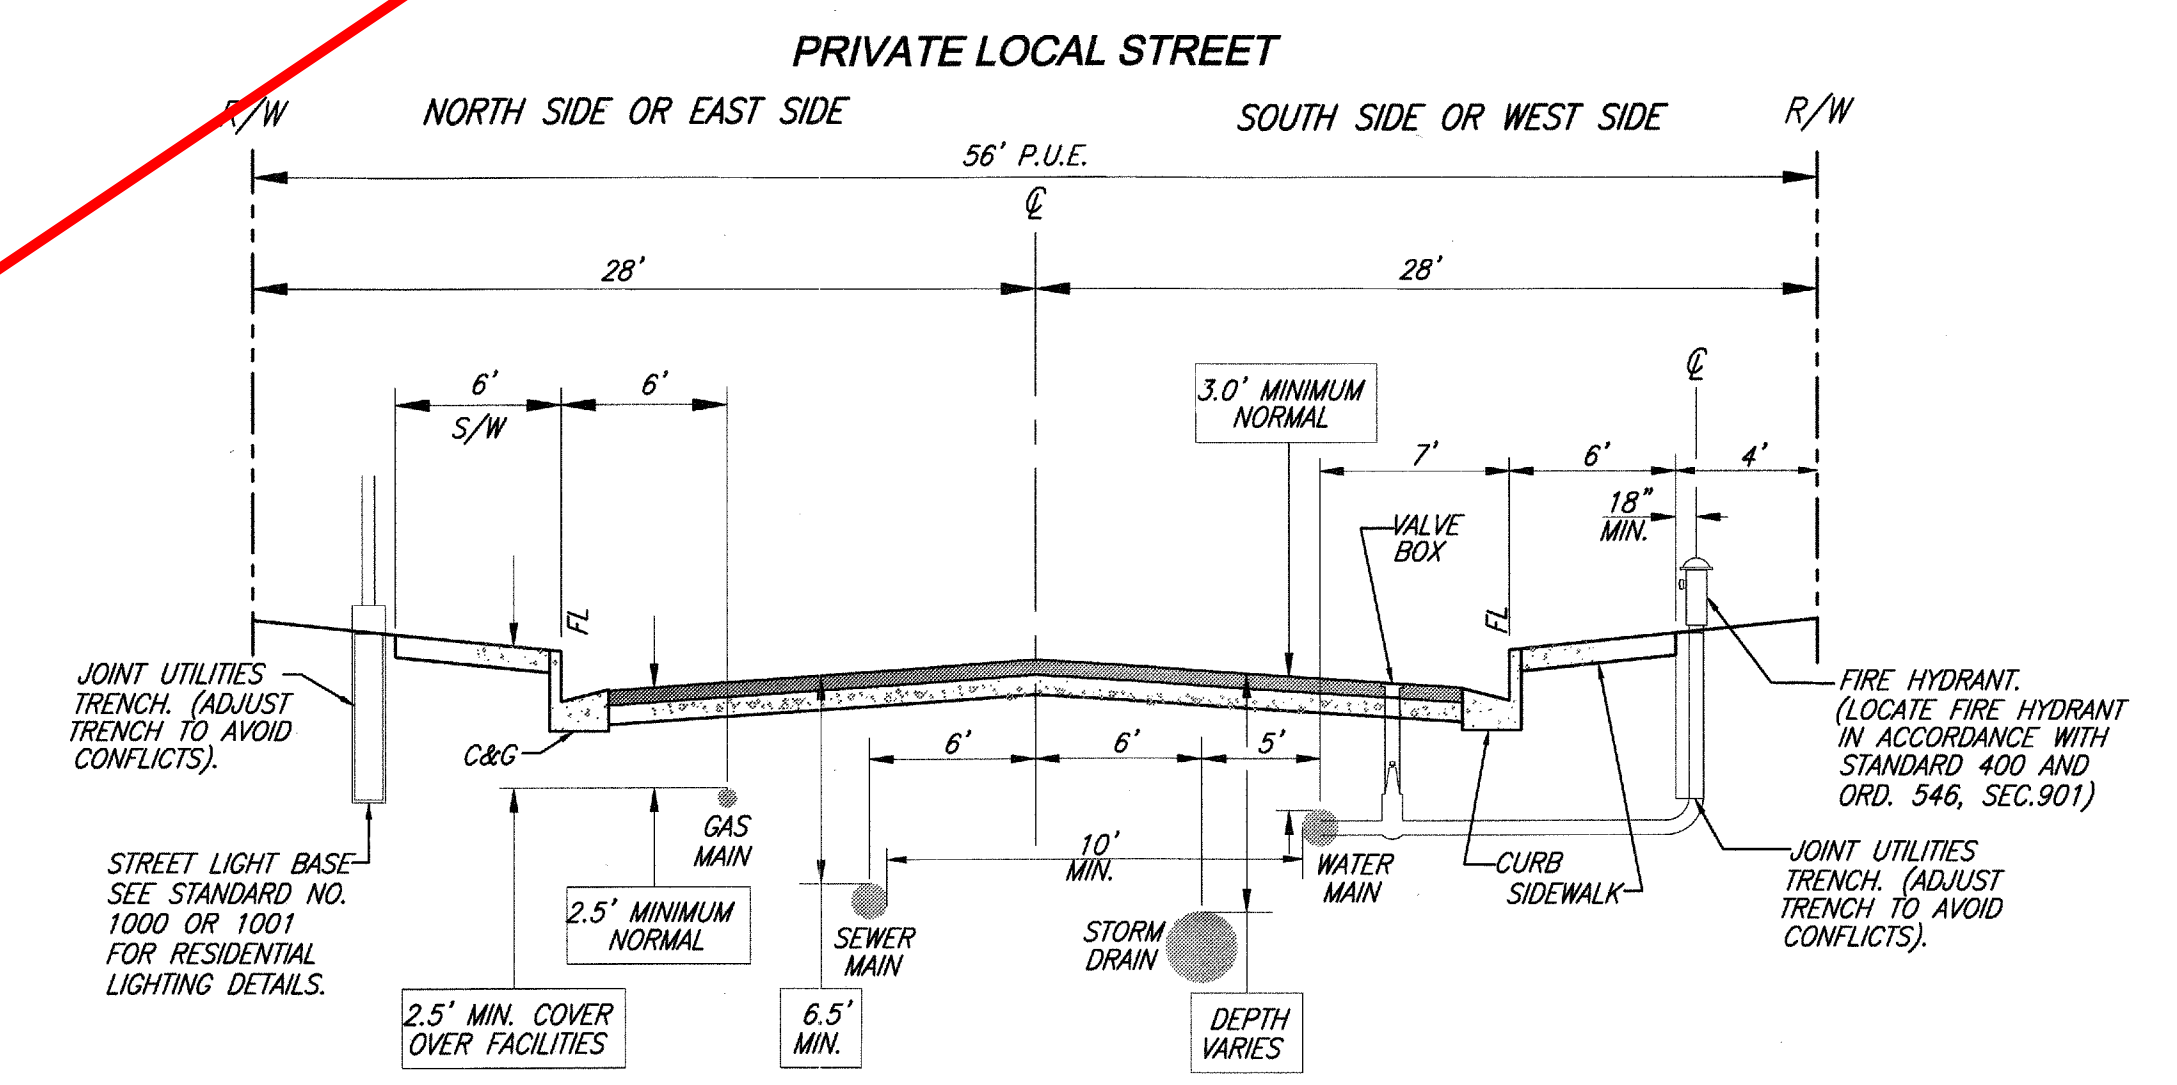 PRIVATE LOCAL STREET
R/W
NORTH SIDE OR EAST SIDE
SOUTH SIDE OR WEST SIDE
R/W
56' P.U.E.
℄
28'
28'
6'
S/W
6'
3.0' MINIMUM
NORMAL
℄
7'
6'
4'
18"
MIN.
VALVE
BOX
FL
FL
JOINT UTILITIES
TRENCH. (ADJUST
TRENCH TO AVOID
CONFLICTS).
C&G
6'
6'
5'
FIRE HYDRANT.
(LOCATE FIRE HYDRANT
IN ACCORDANCE WITH
STANDARD 400 AND
ORD. 546, SEC.901)
GAS
MAIN
10'
MIN.
WATER
MAIN
CURB
SIDEWALK
JOINT UTILITIES
TRENCH. (ADJUST
TRENCH TO AVOID
CONFLICTS).
STREET LIGHT BASE
SEE STANDARD NO.
1000 OR 1001
FOR RESIDENTIAL
LIGHTING DETAILS.
2.5' MINIMUM
NORMAL
SEWER
MAIN
STORM
DRAIN
2.5' MIN. COVER
OVER FACILITIES
6.5'
MIN.
DEPTH
VARIES